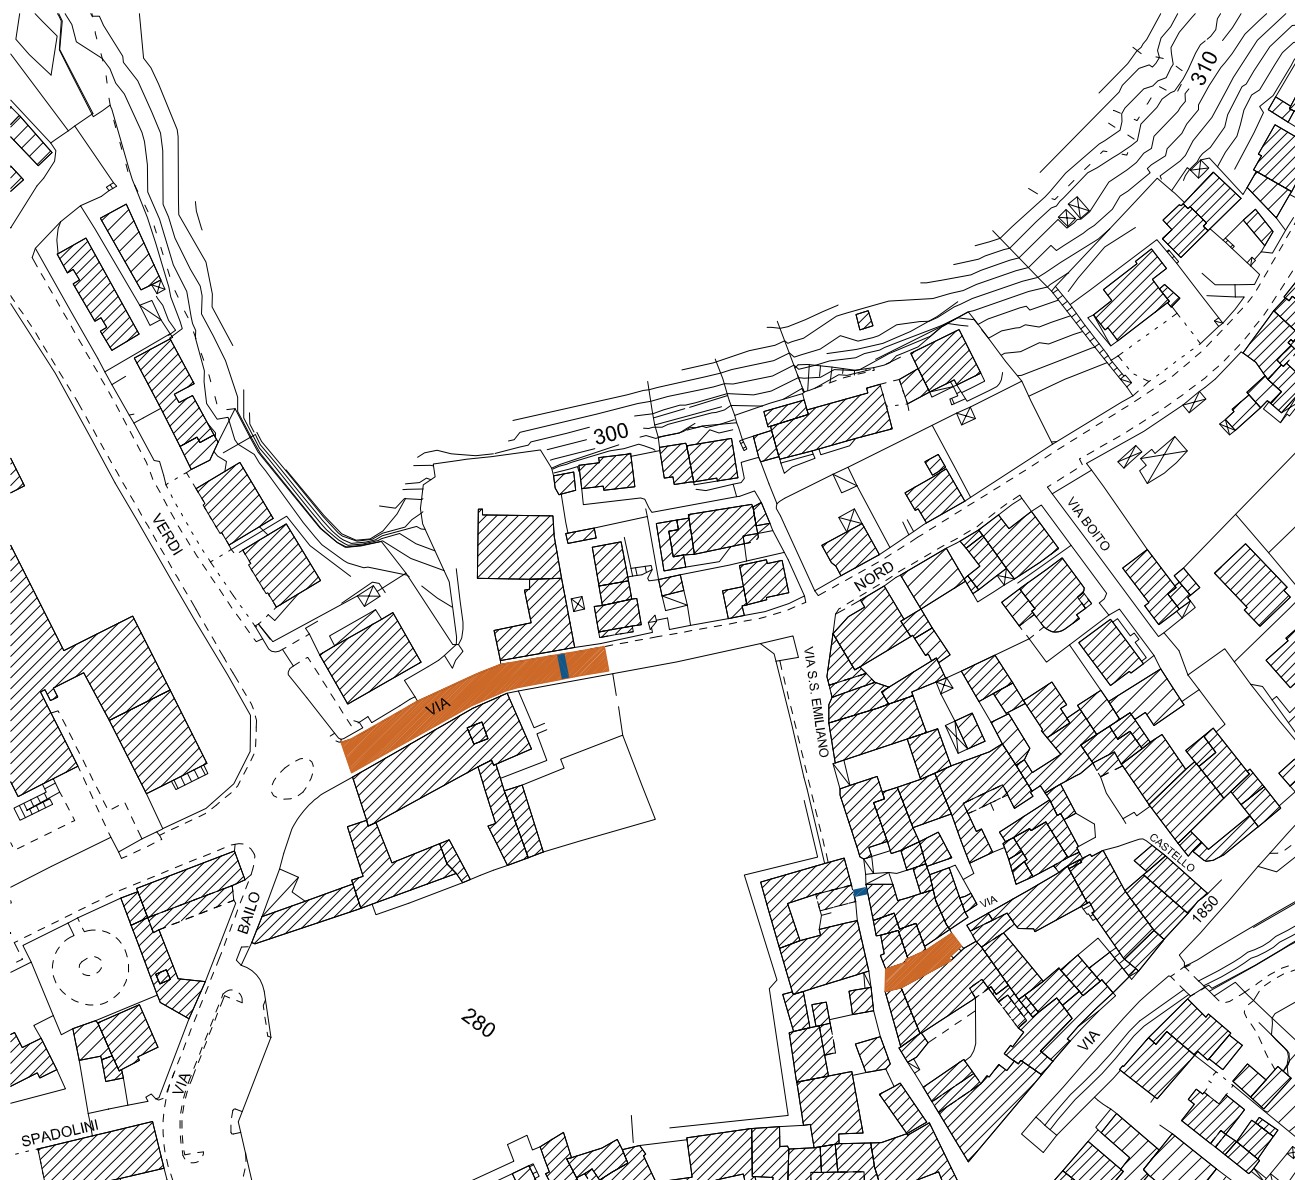 310
300
VERDI
VIA BOITO
NORD
VIA S.S. EMILIANO
VIA
CASTELLO
VIA
1850
BAILO
280
VIA
VIA
SPADOLINI